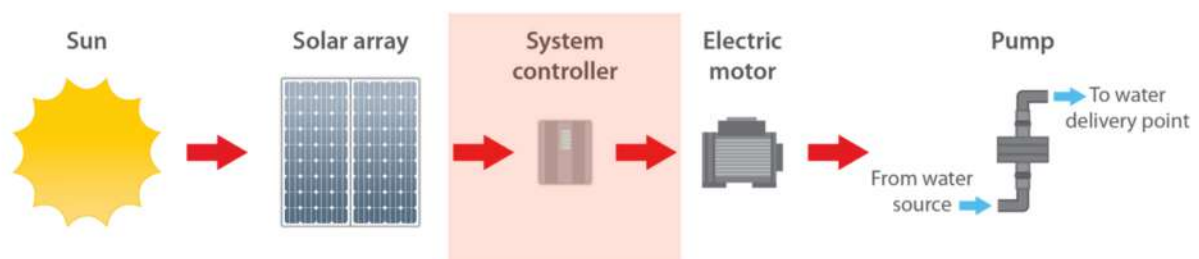 Sun
Solar array
System
controller
Electric
motor
Pump
To water
delivery point
From water
source